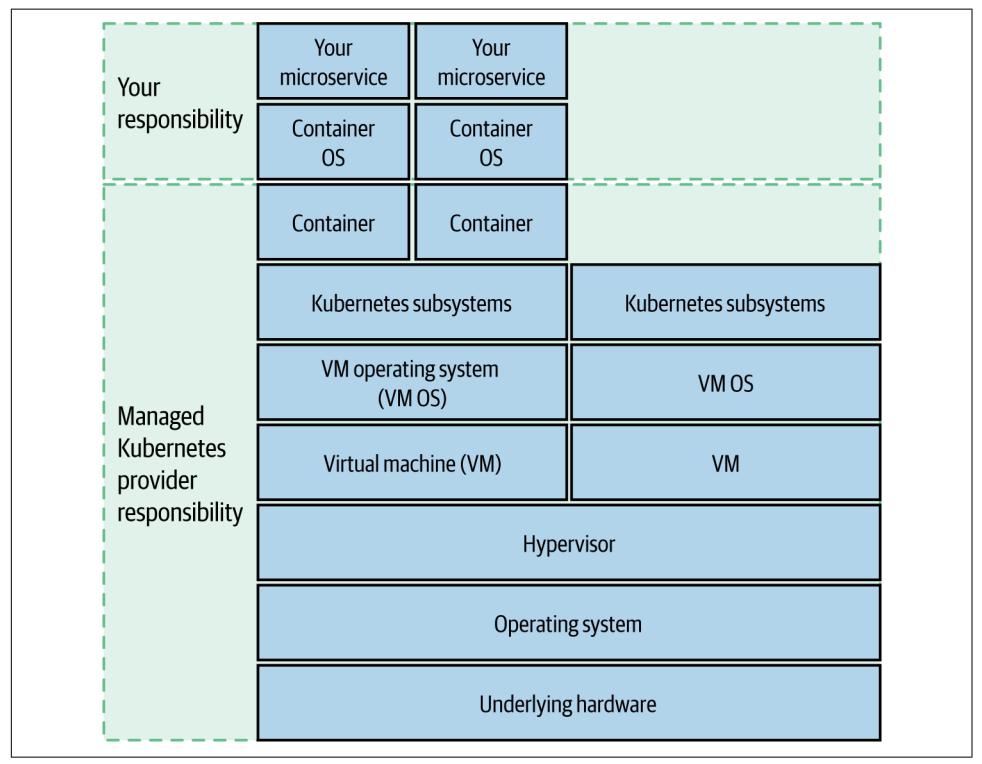 Your
responsibility
Your
microservice
Your
microservice
Container
OS
Container
OS
Managed
Kubernetes
provider
responsibility
Container
Container
Kubernetes subsystems
Kubernetes subsystems
VM operating system
(VM OS)
VM OS
Virtual machine (VM)
VM
Hypervisor
Operating system
Underlying hardware